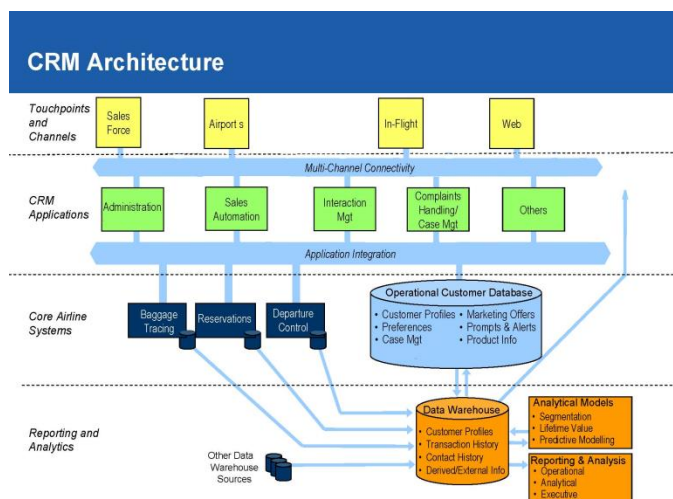 CRM Architecture
Touchpoints
and
Channels
Sales
Force
Airport s
In-Flight
Web
Multi-Channel Connectivity
CRM
Applications
Administration
Sales
Automation
Interaction
Mgt
Complaints
Handling/
Case Mgt
Others
Application Integration
Core Airline
Systems
Baggage
Tracing
Reservations
Departure
Control
Operational Customer Database
• Customer Profiles
• Preferences
• Case Mgt
• Marketing Offers
• Prompts & Alerts
• Product Info
Reporting and
Analytics
Other Data
Warehouse
Sources
Data Warehouse
• Customer Profiles
• Transaction History
• Contact History
• Derived/External Info
Analytical Models
• Segmentation
• Lifetime Value
• Predictive Modelling
Reporting & Analysis
• Operational
• Analytical
• Executive